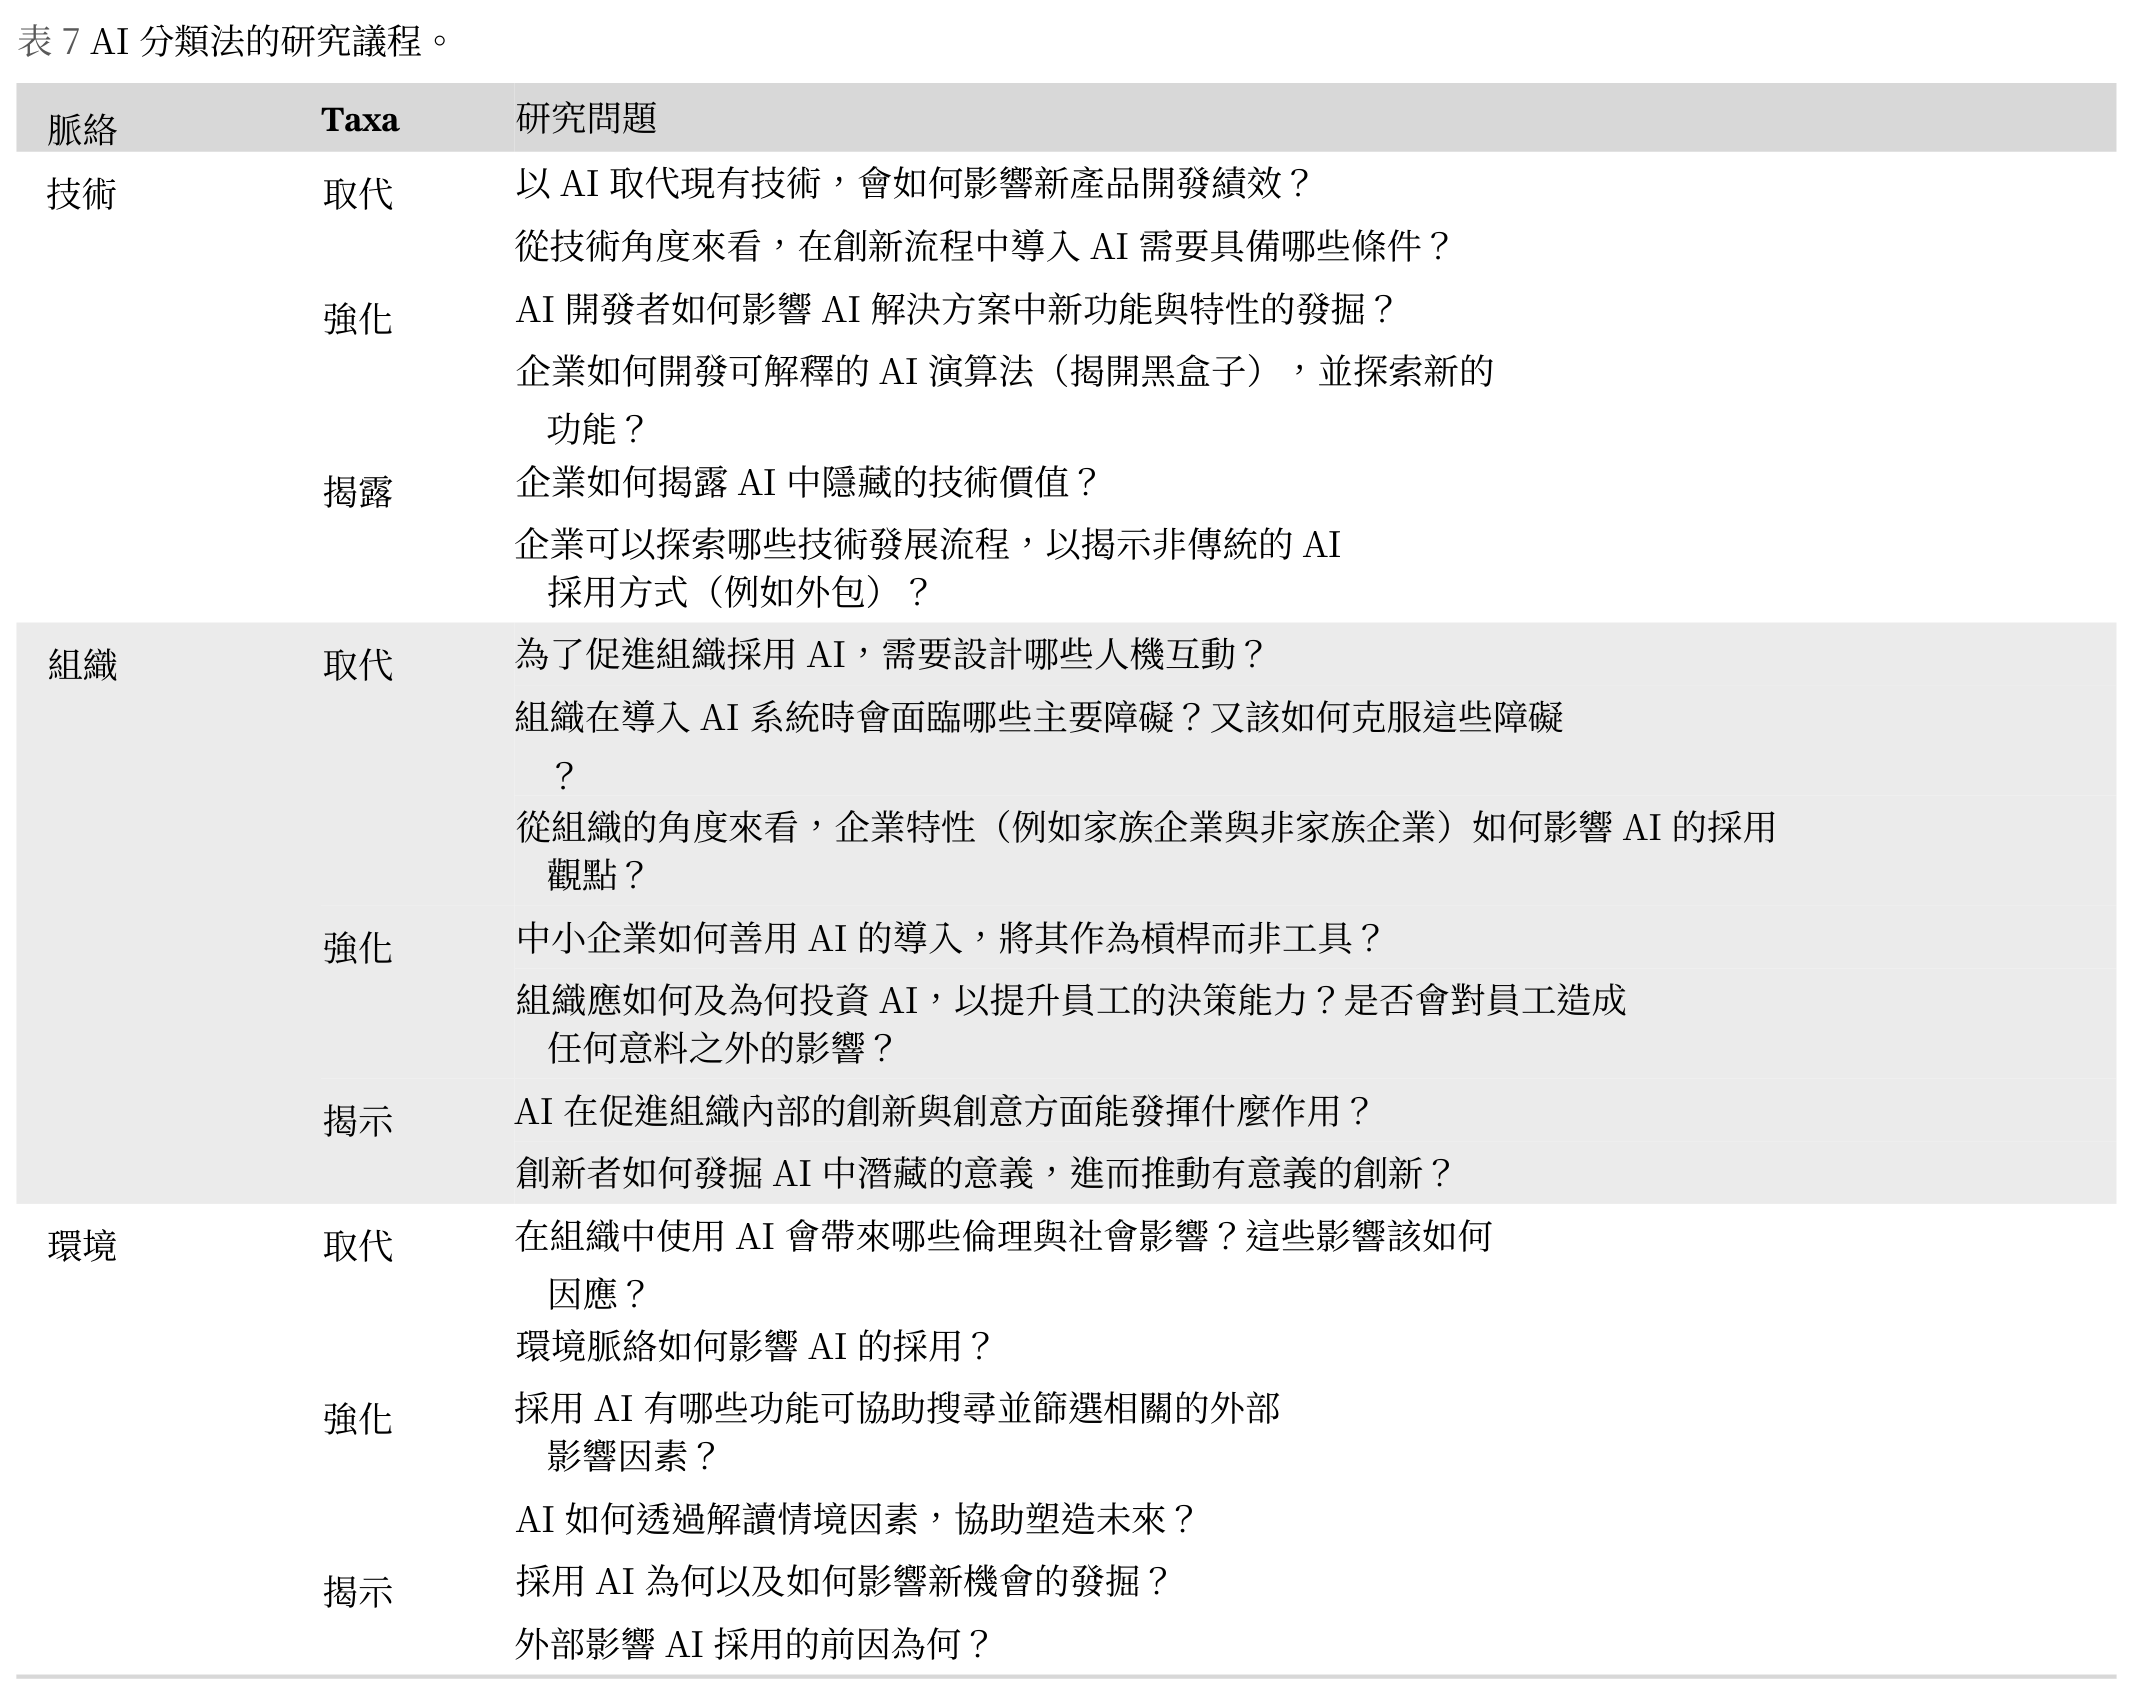 表 7 AI 分類法的研究議程。
脈絡 Taxa 研究問題
技術 取代 以 AI 取代現有技術，會如何影響新產品開發績效？
從技術角度來看，在創新流程中導入 AI 需要具備哪些條件？
強化 AI 開發者如何影響 AI 解決方案中新功能與特性的發掘？
企業如何開發可解釋的 AI 演算法（揭開黑盒子），並探索新的
功能？
揭露 企業如何揭露 AI 中隱藏的技術價值？
企業可以探索哪些技術發展流程，以揭示非傳統的 AI
採用方式（例如外包）？
組織 取代 為了促進組織採用 AI，需要設計哪些人機互動？
組織在導入 AI 系統時會面臨哪些主要障礙？又該如何克服這些障礙
？
從組織的角度來看，企業特性（例如家族企業與非家族企業）如何影響 AI 的採用
觀點？
強化 中小企業如何善用 AI 的導入，將其作為槓桿而非工具？
組織應如何及為何投資 AI，以提升員工的決策能力？是否會對員工造成
任何意料之外的影響？
揭示 AI 在促進組織內部的創新與創意方面能發揮什麼作用？
創新者如何發掘 AI 中潛藏的意義，進而推動有意義的創新？
環境 取代 在組織中使用 AI 會帶來哪些倫理與社會影響？這些影響該如何
因應？
環境脈絡如何影響 AI 的採用？
強化 採用 AI 有哪些功能可協助搜尋並篩選相關的外部
影響因素？
AI 如何透過解讀情境因素，協助塑造未來？
揭示 採用 AI 為何以及如何影響新機會的發掘？
外部影響 AI 採用的前因為何？